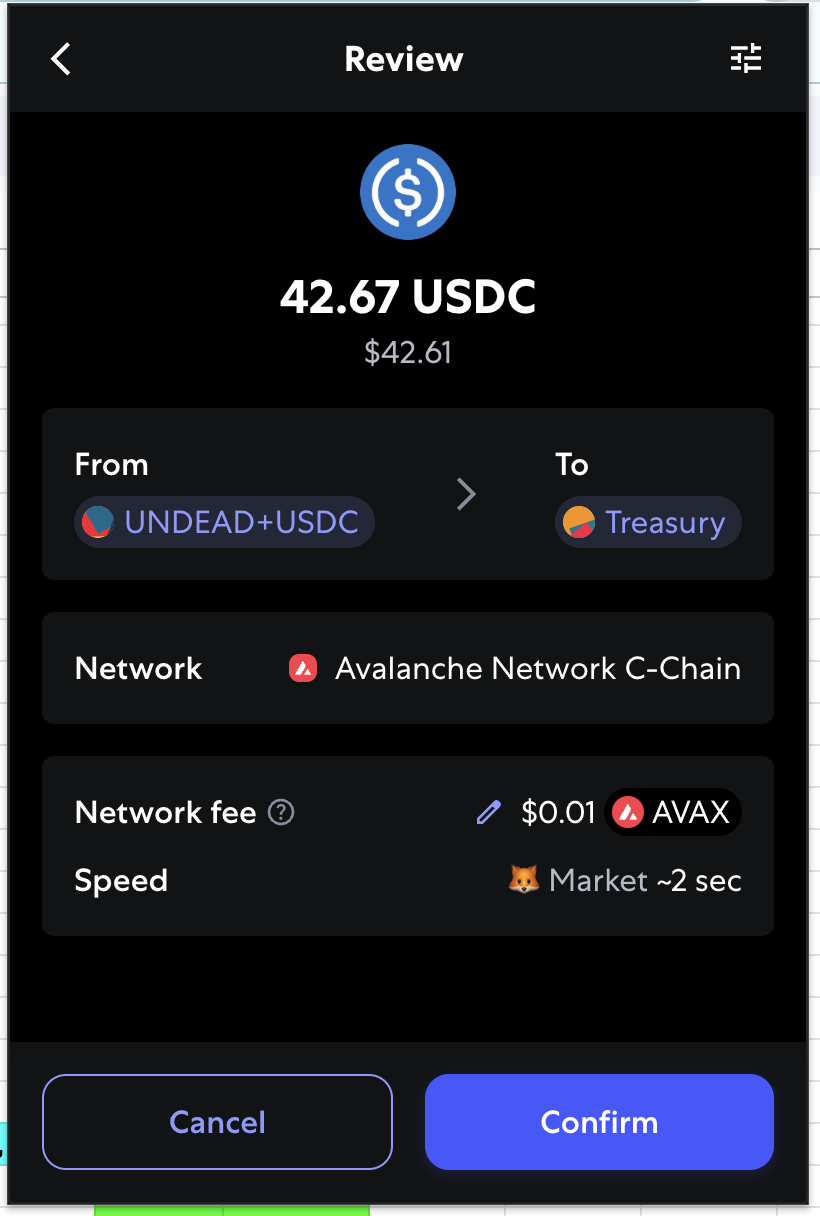 Review
42.67 USDC
$42.61
From
To
UNDEAD+USDC
Treasury
Network
Avalanche Network C-Chain
Network fee
$0.01 AVAX
Speed
Market ~2 sec
Cancel
Confirm